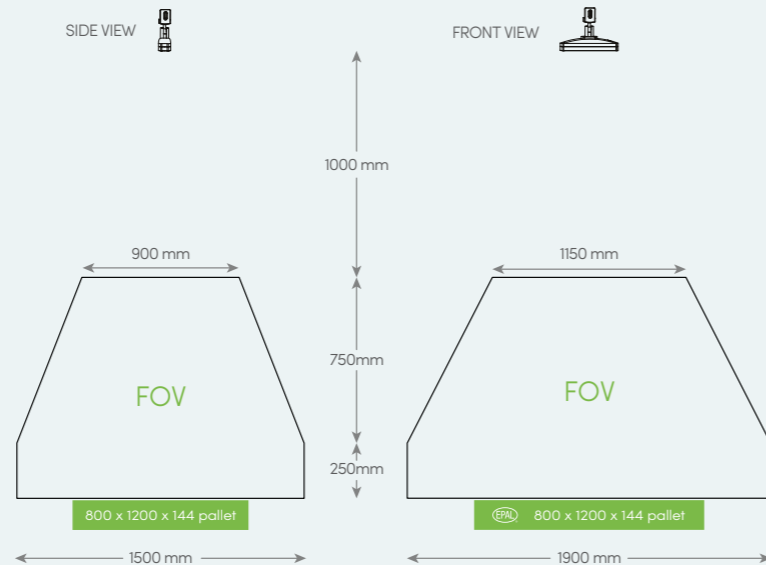 SIDE VIEW
FRONT VIEW
1000 mm
900 mm
1150 mm
750mm
FOV
FOV
250mm
800 x 1200 x 144 pallet
EPAL 800 x 1200 x 144 pallet
1500 mm
1900 mm